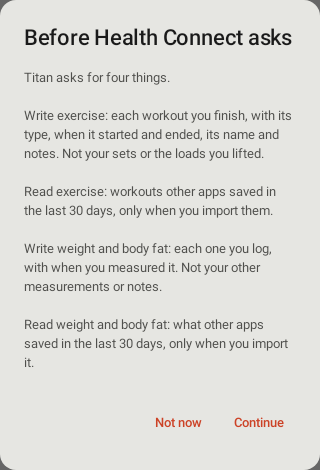 Before Health Connect asks
Titan asks for four things.
Write exercise: each workout you finish, with its
type, when it started and ended, its name and
notes. Not your sets or the loads you lifted.
Read exercise: workouts other apps saved in
the last 30 days, only when you import them.
Write weight and body fat: each one you log,
with when you measured it. Not your other
measurements or notes.
Read weight and body fat: what other apps
saved in the last 30 days, only when you import
it.
Not now
Continue